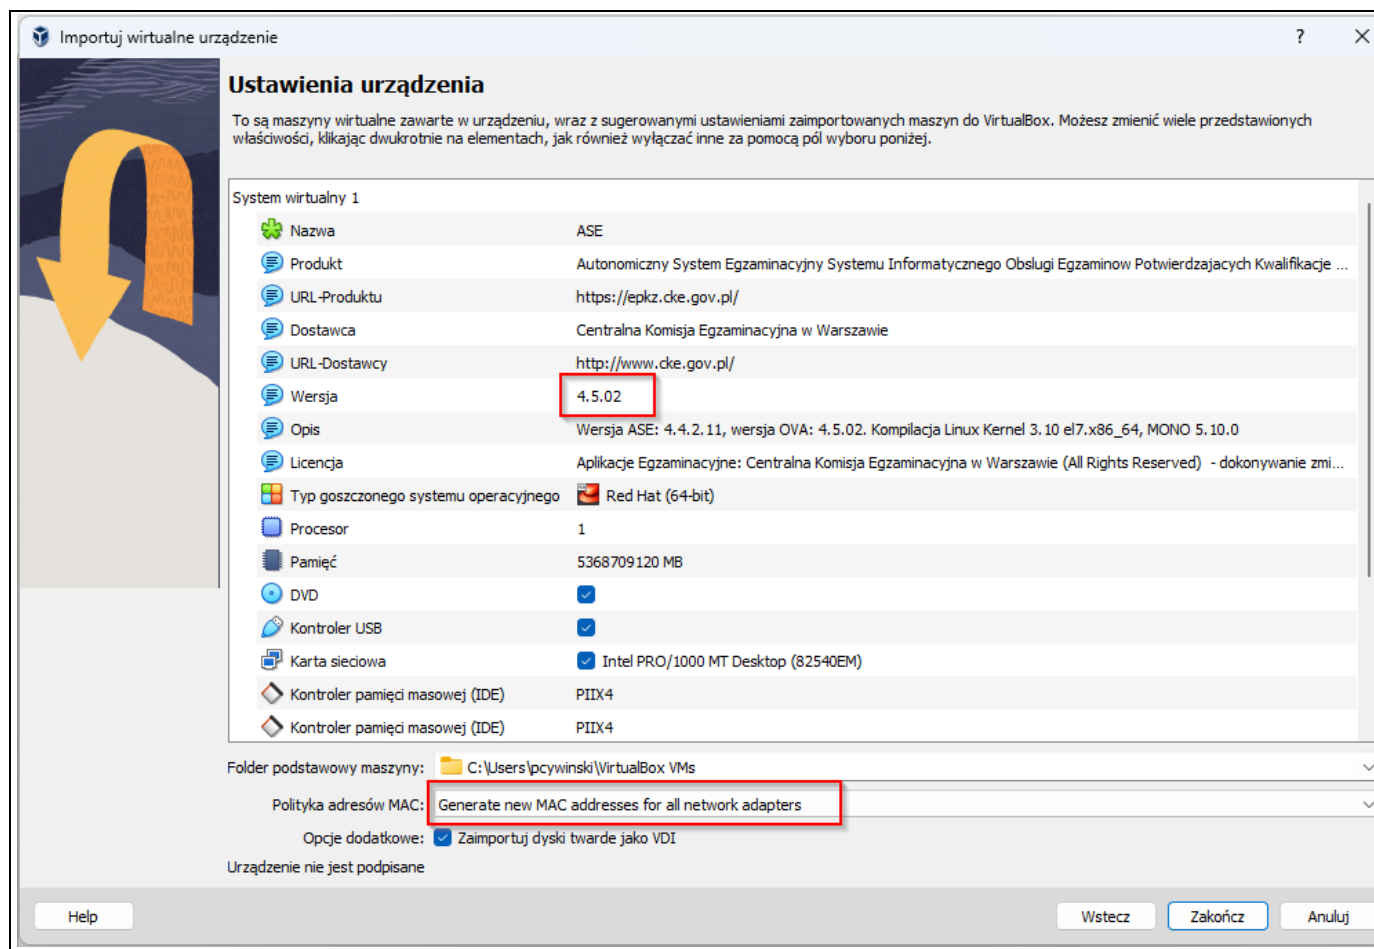 Importuj wirtualne urządzenie
?
Ustawienia urządzenia
To są maszyny wirtualne zawarte w urządzeniu, wraz z sugerowanymi ustawieniami zaimportowanych maszyn do VirtualBox. Możesz zmienić wiele przedstawionych
właściwości, klikając dwukrotnie na elementach, jak również wyłączać inne za pomocą pól wyboru poniżej.
System wirtualny 1
Nazwa ASE
Produkt Autonomiczny System Egzaminacyjny Systemu Informatycznego Obslugi Egzaminow Potwierdzajacych Kwalifikacje ...
URL-Produktu https://epkz.cke.gov.pl/
Dostawca Centralna Komisja Egzaminacyjna w Warszawie
URL-Dostawcy http://www.cke.gov.pl/
Wersja 4.5.02
Opis Wersja ASE: 4.4.2.11, wersja OVA: 4.5.02. Kompilacja Linux Kernel 3.10 el7.x86_64, MONO 5.10.0
Licencja Aplikacje Egzaminacyjne: Centralna Komisja Egzaminacyjna w Warszawie (All Rights Reserved) - dokonywanie zmi...
Typ goszczonego systemu operacyjnego Red Hat (64-bit)
Procesor 1
Pamięć 5368709120 MB
DVD
Kontroler USB
Karta sieciowa Intel PRO/1000 MT Desktop (82540EM)
Kontroler pamięci masowej (IDE) PIIX4
Kontroler pamięci masowej (IDE) PIIX4
Folder podstawowy maszyny: C:\Users\pcywinski\VirtualBox VMs
Polityka adresów MAC: Generate new MAC addresses for all network adapters
Opcje dodatkowe: Zaimportuj dyski twarde jako VDI
Urządzenie nie jest podpisane
Help Wstecz Zakończ Anuluj